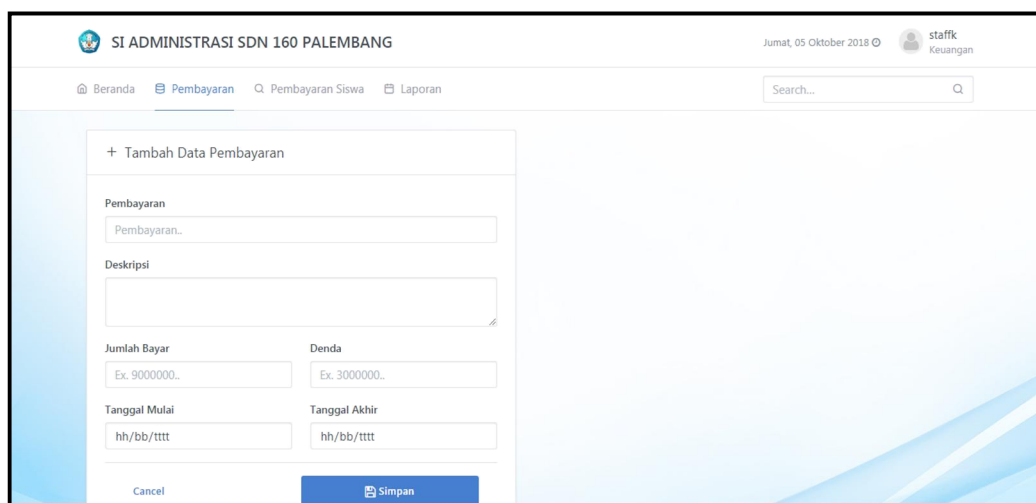 SI ADMINISTRASI SDN 160 PALEMBANG
Jumat, 05 Oktober 2018
staffk
Keuangan
Beranda Pembayaran Pembayaran Siswa Laporan
Search...
+ Tambah Data Pembayaran
Pembayaran
Pembayaran..
Deskripsi
Jumlah Bayar Denda
Ex. 9000000.. Ex. 3000000..
Tanggal Mulai Tanggal Akhir
hh/bb/tttt hh/bb/tttt
Cancel Simpan